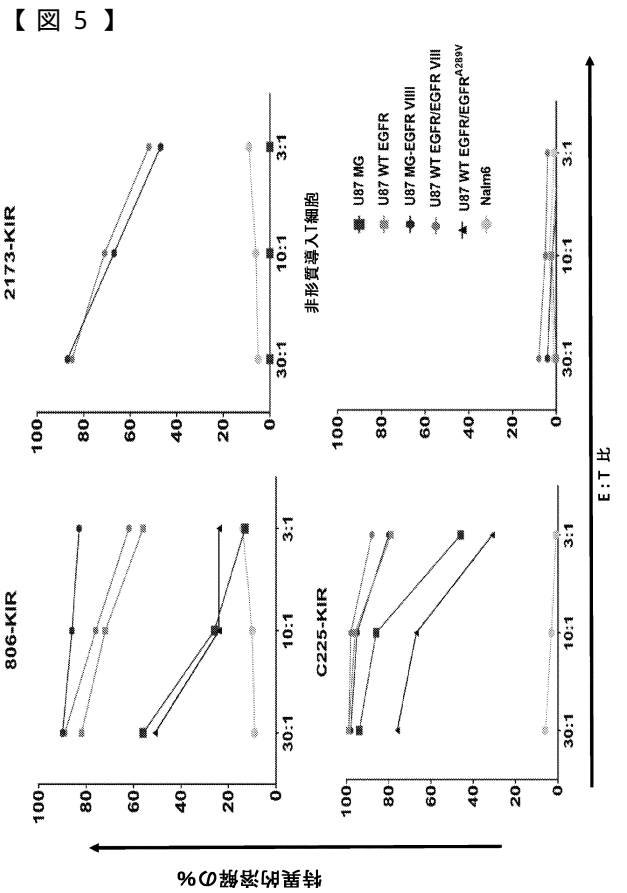 【 図 5 】
806-KIR
100
80
60
40
20
0
30:1
10:1
3:1
2173-KIR
100
80
60
40
20
0
30:1
10:1
3:1
C225-KIR
100
80
60
40
20
0
30:1
10:1
3:1
非形質導入T細胞
100
80
60
40
20
0
30:1
10:1
3:1
U87 MG
U87 WT EGFR
U87 MG-EGFR VIII
U87 WT EGFR/EGFR VIII
U87 WT EGFR/EGFRA289V
Nalm6
特異的溶解の%
E:T 比